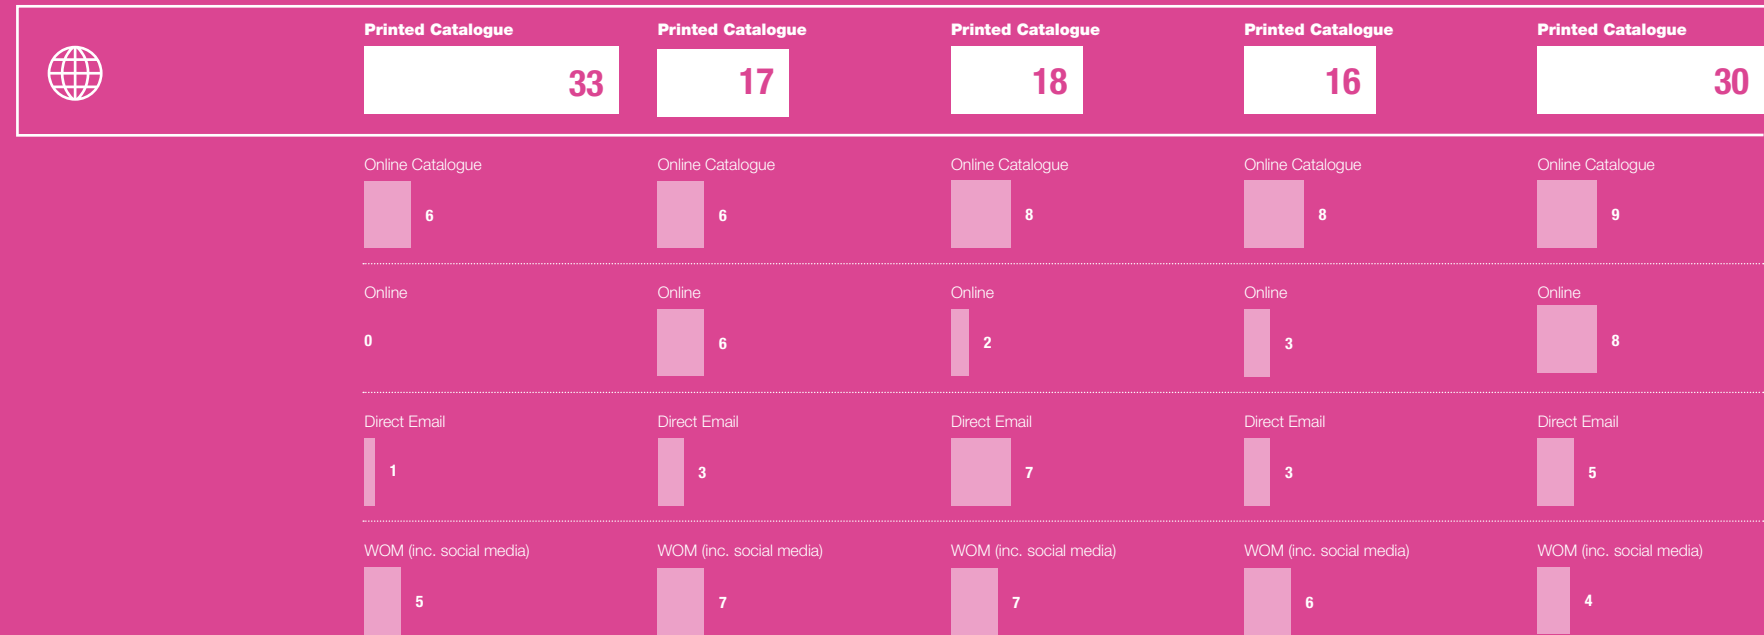 Printed Catalogue Printed Catalogue Printed Catalogue Printed Catalogue Printed Catalogue
33 17 18 16 30
Online Catalogue Online Catalogue Online Catalogue Online Catalogue Online Catalogue
6 6 8 8 9
Online Online Online Online Online
0 6 2 3 8
Direct Email Direct Email Direct Email Direct Email Direct Email
1 3 7 3 5
WOM (inc. social media) WOM (inc. social media) WOM (inc. social media) WOM (inc. social media) WOM (inc. social media)
5 7 7 6 4